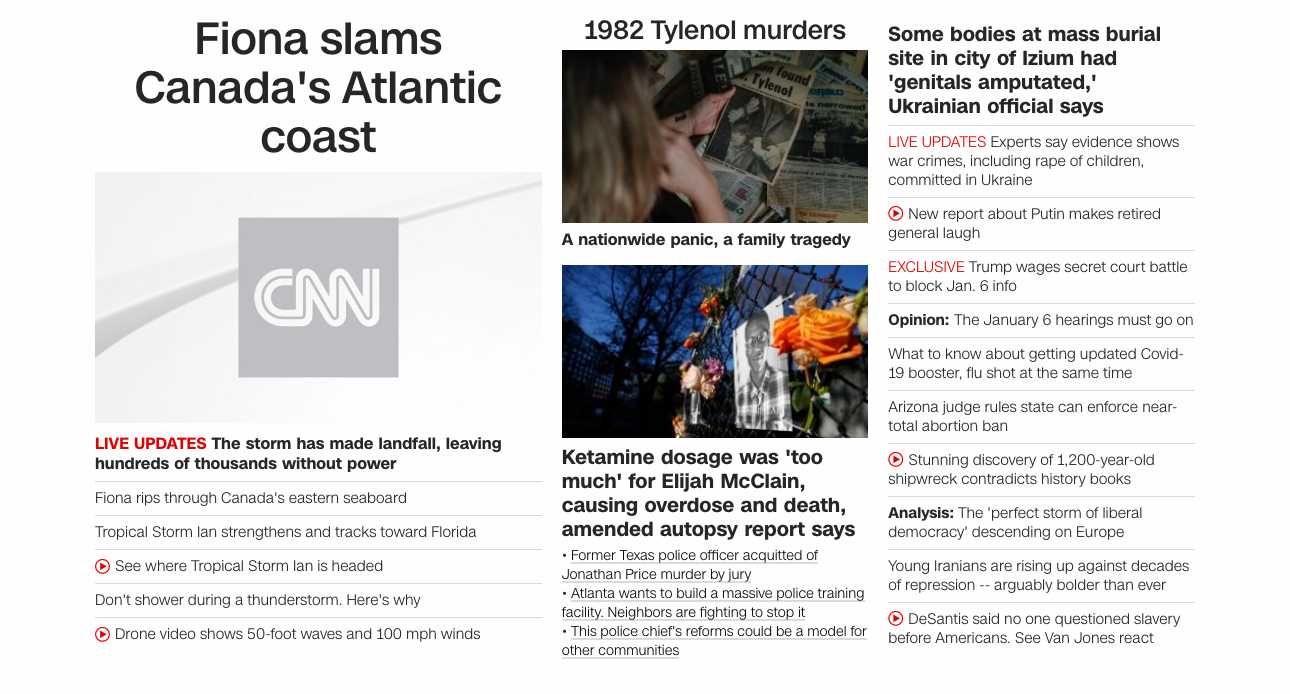 Fiona slams
Canada's Atlantic
coast
CNN
LIVE UPDATES The storm has made landfall, leaving
hundreds of thousands without power
Fiona rips through Canada's eastern seaboard
Tropical Storm Ian strengthens and tracks toward Florida
See where Tropical Storm Ian is headed
Don't shower during a thunderstorm. Here's why
Drone video shows 50-foot waves and 100 mph winds
1982 Tylenol murders
found
Tylenol
A nationwide panic, a family tragedy
Ketamine dosage was 'too
much' for Elijah McClain,
causing overdose and death,
amended autopsy report says
• Former Texas police officer acquitted of
Jonathan Price murder by jury
• Atlanta wants to build a massive police training
facility. Neighbors are fighting to stop it
• This police chief's reforms could be a model for
other communities
Some bodies at mass burial
site in city of Izium had
'genitals amputated,'
Ukrainian official says
LIVE UPDATES Experts say evidence shows
war crimes, including rape of children,
committed in Ukraine
New report about Putin makes retired
general laugh
EXCLUSIVE Trump wages secret court battle
to block Jan. 6 info
Opinion: The January 6 hearings must go on
What to know about getting updated Covid-
19 booster, flu shot at the same time
Arizona judge rules state can enforce near-
total abortion ban
Stunning discovery of 1,200-year-old
shipwreck contradicts history books
Analysis: The 'perfect storm of liberal
democracy' descending on Europe
Young Iranians are rising up against decades
of repression -- arguably bolder than ever
DeSantis said no one questioned slavery
before Americans. See Van Jones react